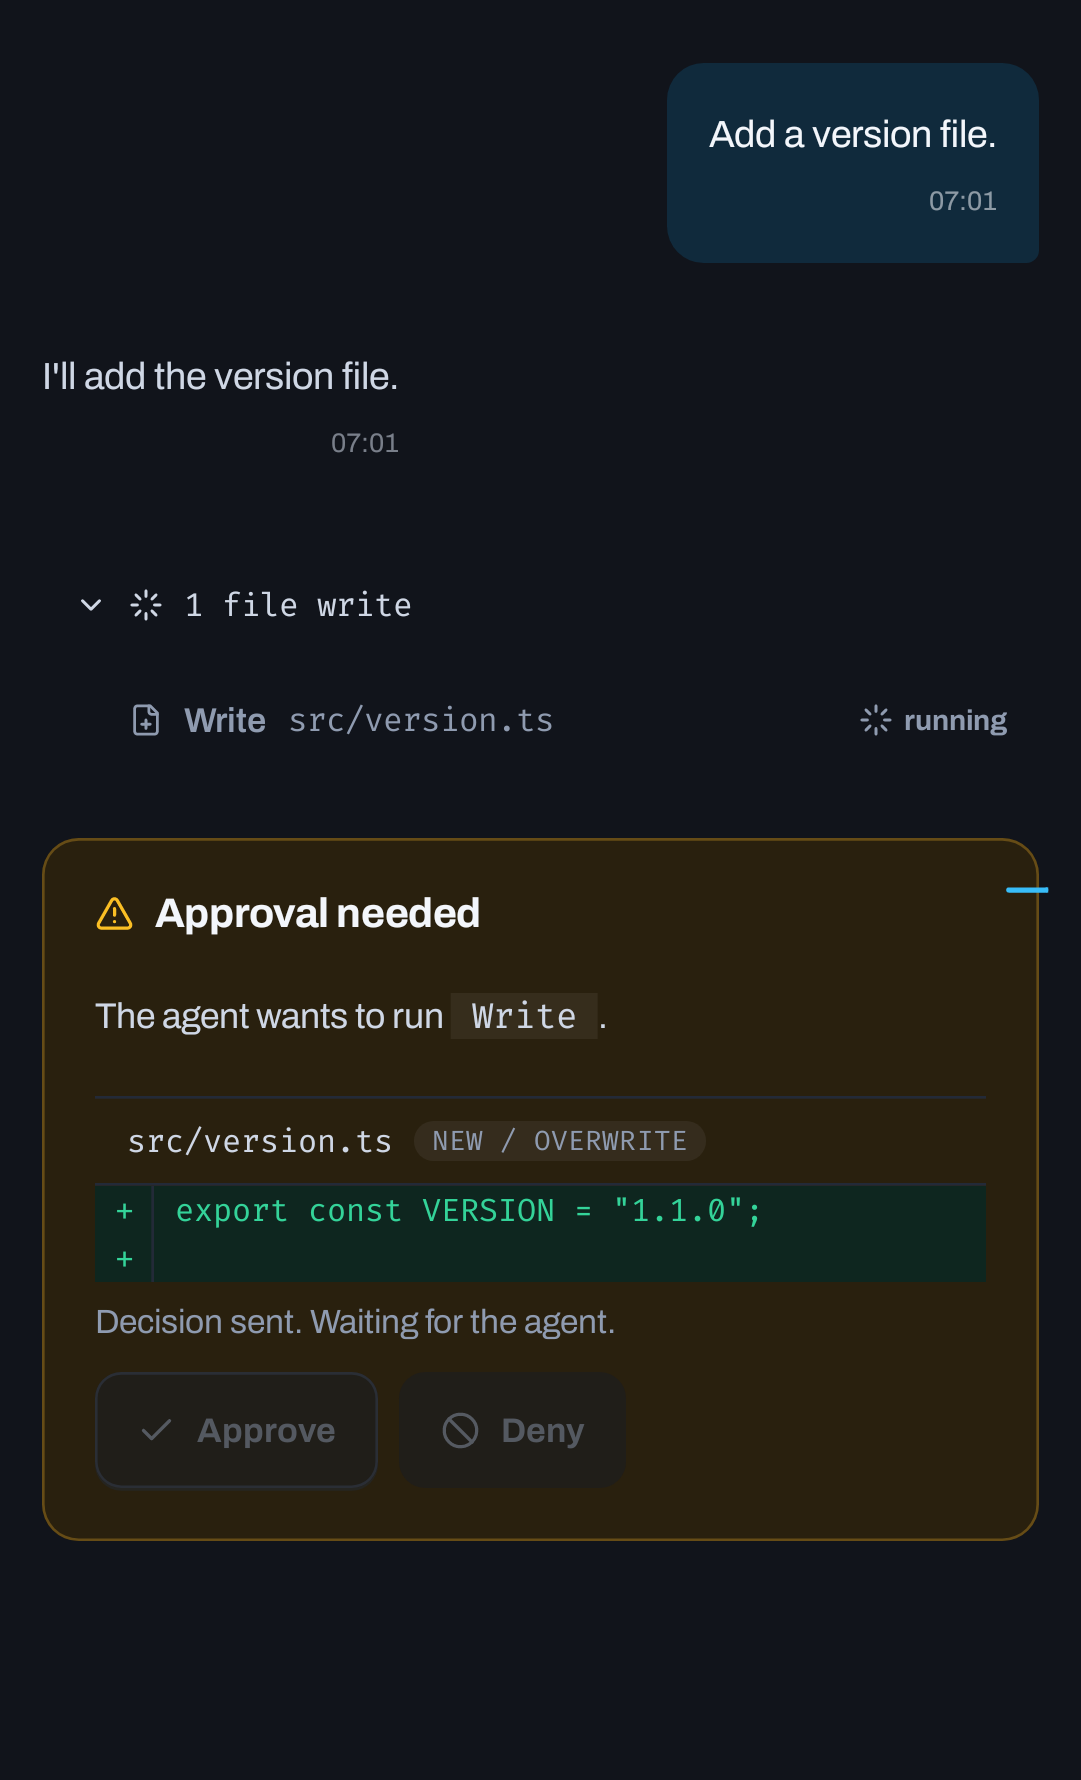 Add a version file.
07:01
I'll add the version file.
07:01
1 file write
Write src/version.ts running
Approval needed
The agent wants to run Write .
src/version.ts NEW / OVERWRITE
+ export const VERSION = "1.1.0";
+
Decision sent. Waiting for the agent.
Approve Deny